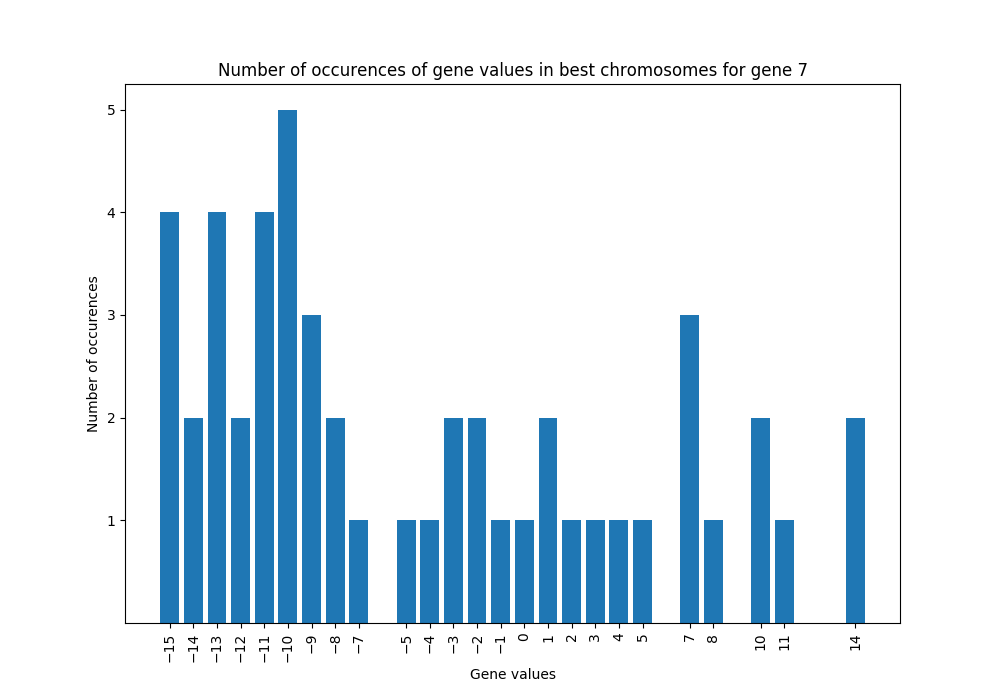 Number of occurences of gene values in best chromosomes for gene 7
5
4
3
2
1
Number of occurences
−15 −14 −13 −12 −11 −10 −9 −8 −7 −5 −4 −3 −2 −1 0 1 2 3 4 5 7 8 10 11 14
Gene values